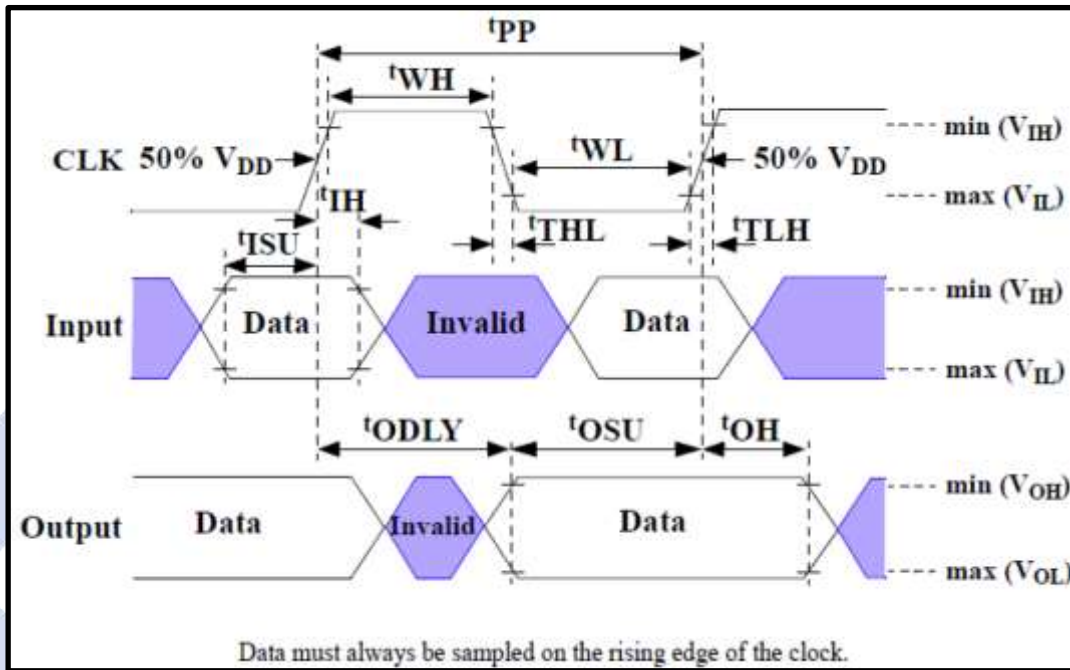 tPP
tWH
min (VIH)
CLK 50% VDD
tWL
50% VDD
tIH
max (VIL)
tISU
tTHL
tTLH
min (VIH)
Input
Data
Invalid
Data
max (VIL)
tODLY
tOSU
tOH
min (VOH)
Output
Data
Invalid
Data
max (VOL)
Data must always be sampled on the rising edge of the clock.